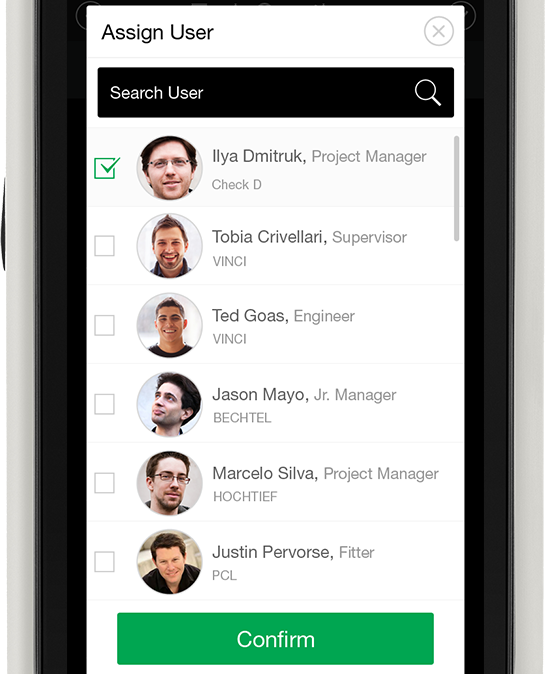 Assign User
Search User
Ilya Dmitruk, Project Manager
Check D
Tobia Crivellari, Supervisor
VINCI
Ted Goas, Engineer
VINCI
Jason Mayo, Jr. Manager
BECHTEL
Marcelo Silva, Project Manager
HOCHTIEF
Justin Pervorse, Fitter
PCL
Confirm